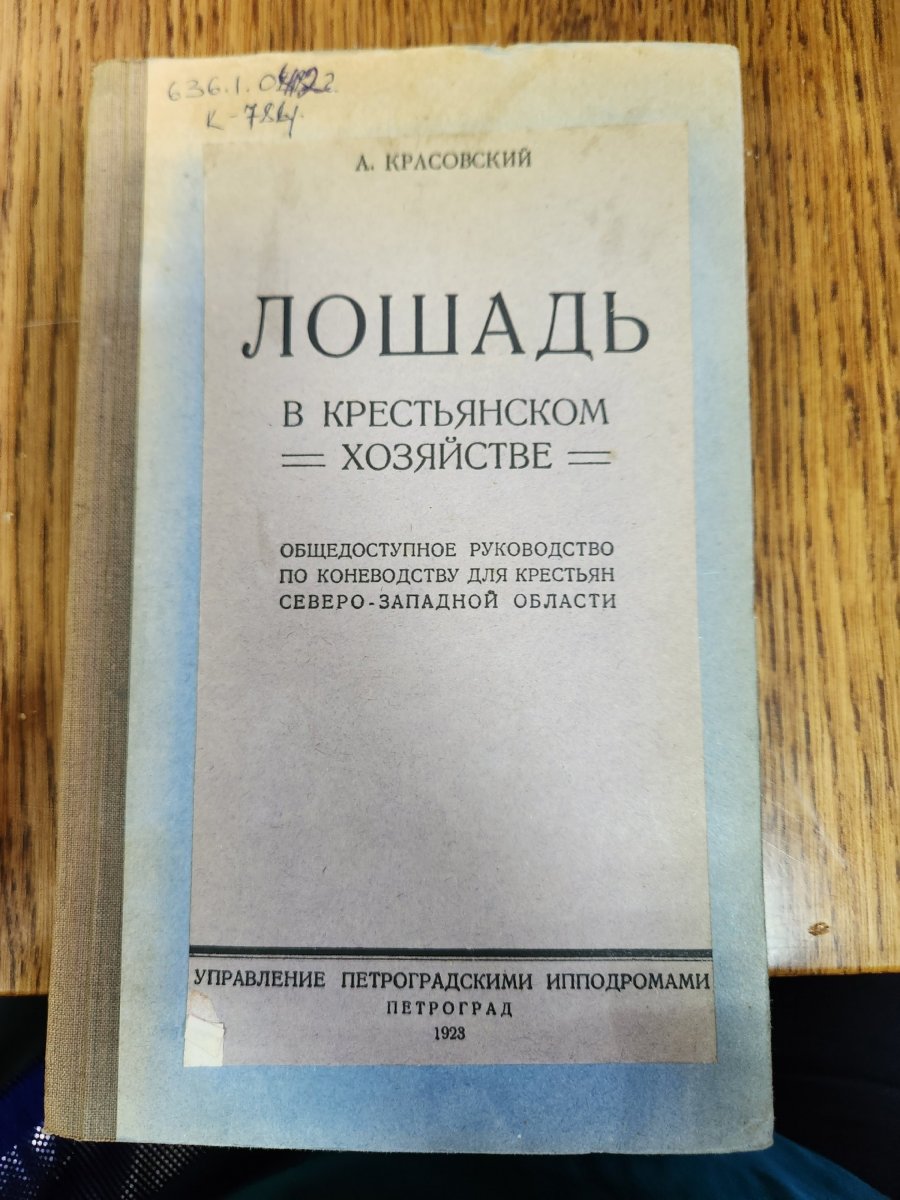 636.1.0
К-784.
А. КРАСОВСКИЙ
ЛОШАДЬ
В КРЕСТЬЯНСКОМ
ХОЗЯЙСТВЕ
ОБЩЕДОСТУПНОЕ РУКОВОДСТВО
ПО КОНЕВОДСТВУ ДЛЯ КРЕСТЬЯН
СЕВЕРО-ЗАПАДНОЙ ОБЛАСТИ
УПРАВЛЕНИЕ ПЕТРОГРАДСКИМИ ИППОДРОМАМИ
ПЕТРОГРАД
1923